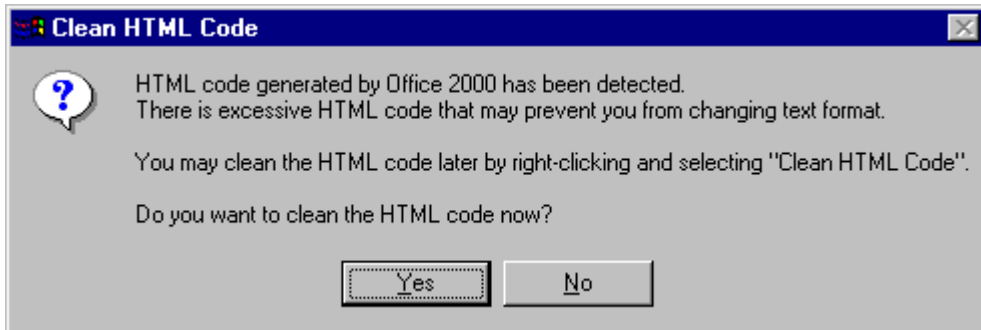 Clean HTML Code
HTML code generated by Office 2000 has been detected.
There is excessive HTML code that may prevent you from changing text format.
You may clean the HTML code later by right-clicking and selecting "Clean HTML Code".
Do you want to clean the HTML code now?
Yes No